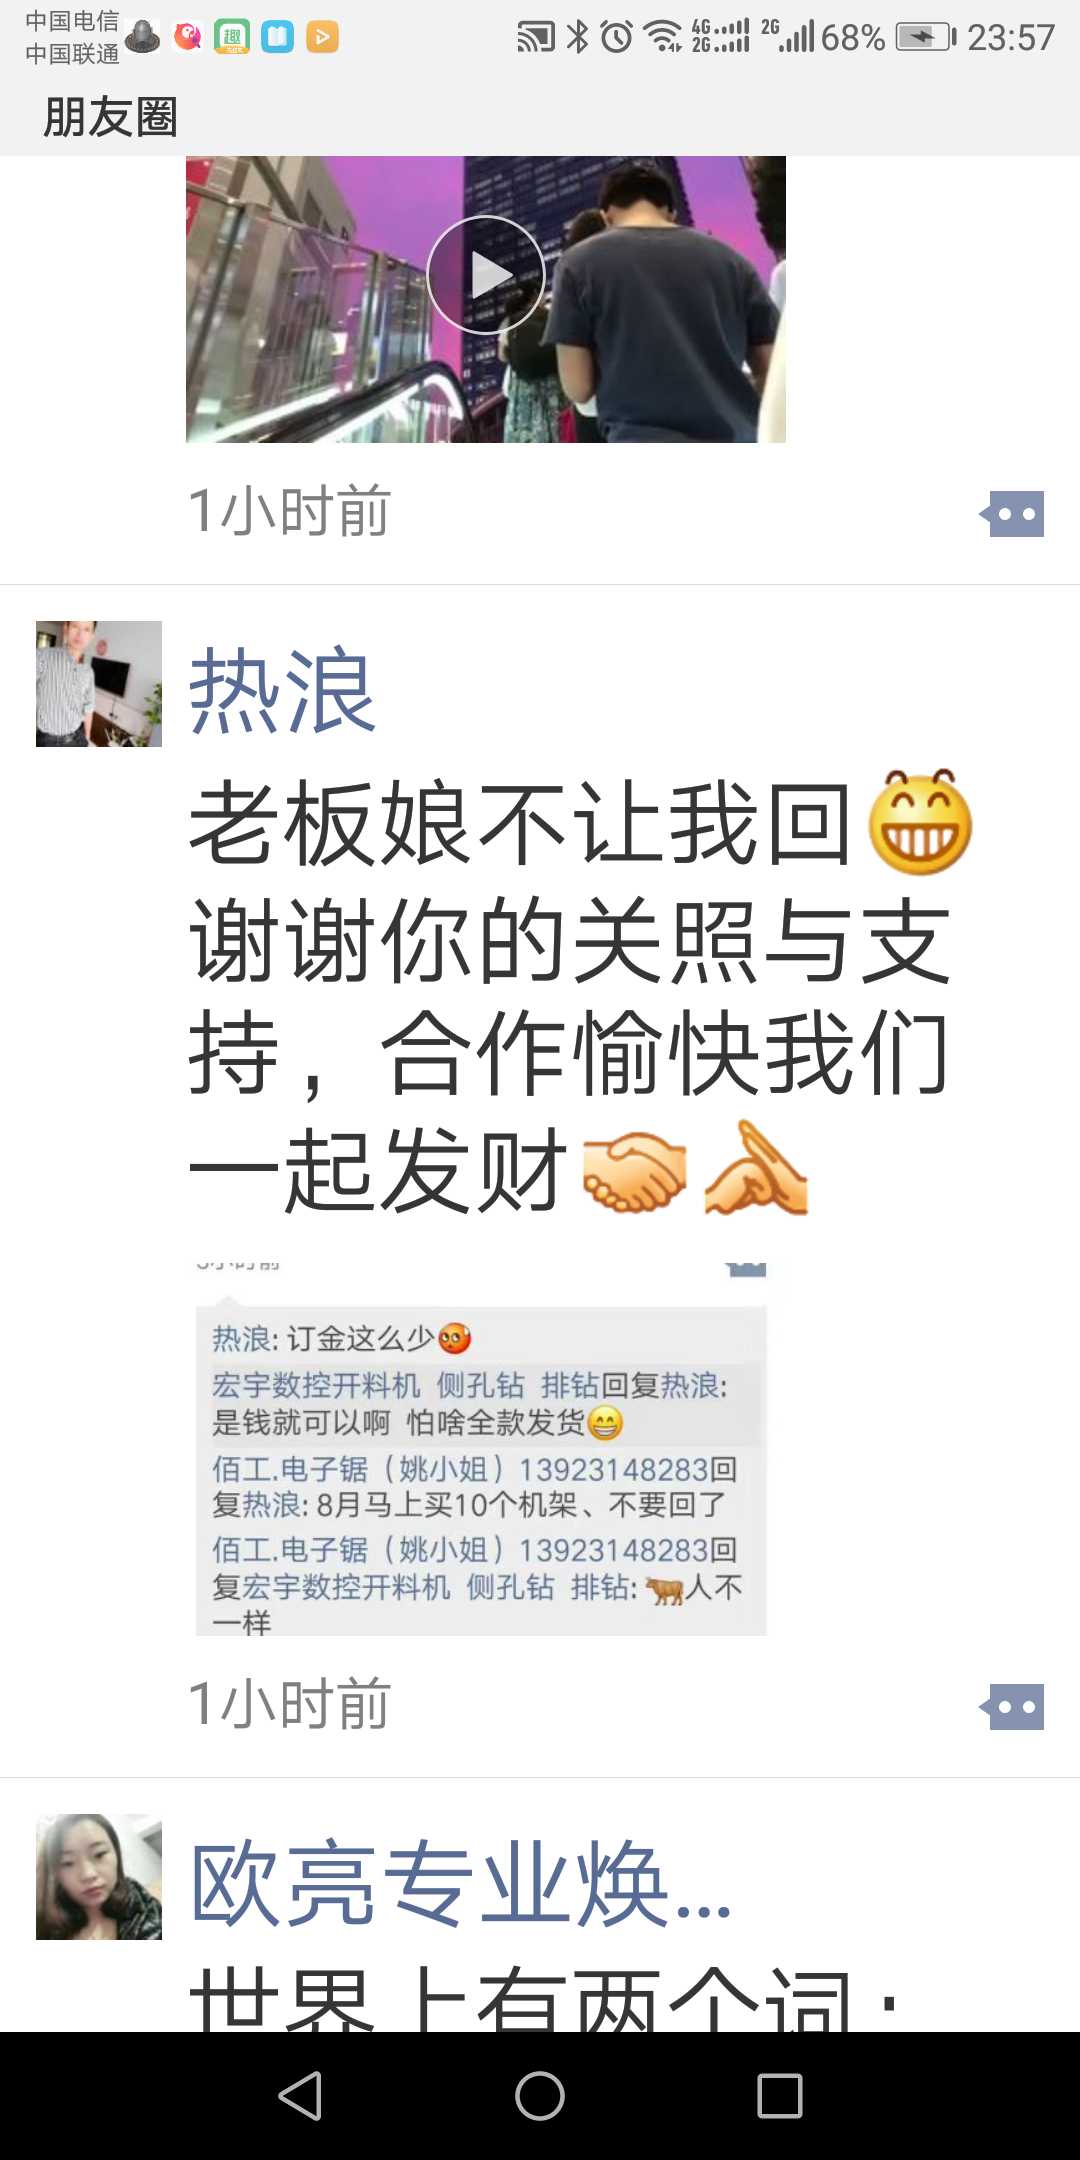 中国电信
中国联通
趣
4G
2G
2G
68%
23:57
朋友圈
1小时前
热浪
老板娘不让我回
谢谢你的关照与支
持，合作愉快我们
一起发财
热浪: 订金这么少
宏宇数控开料机 侧孔钻 排钻回复热浪:
是钱就可以啊 怕啥全款发货
佰工.电子锯（姚小姐）13923148283回
复热浪: 8月马上买10个机架、不要回了
佰工.电子锯（姚小姐）13923148283回
复宏宇数控开料机 侧孔钻 排钻: 人不
一样
1小时前
欧亮专业焕...
世界上有两个词：